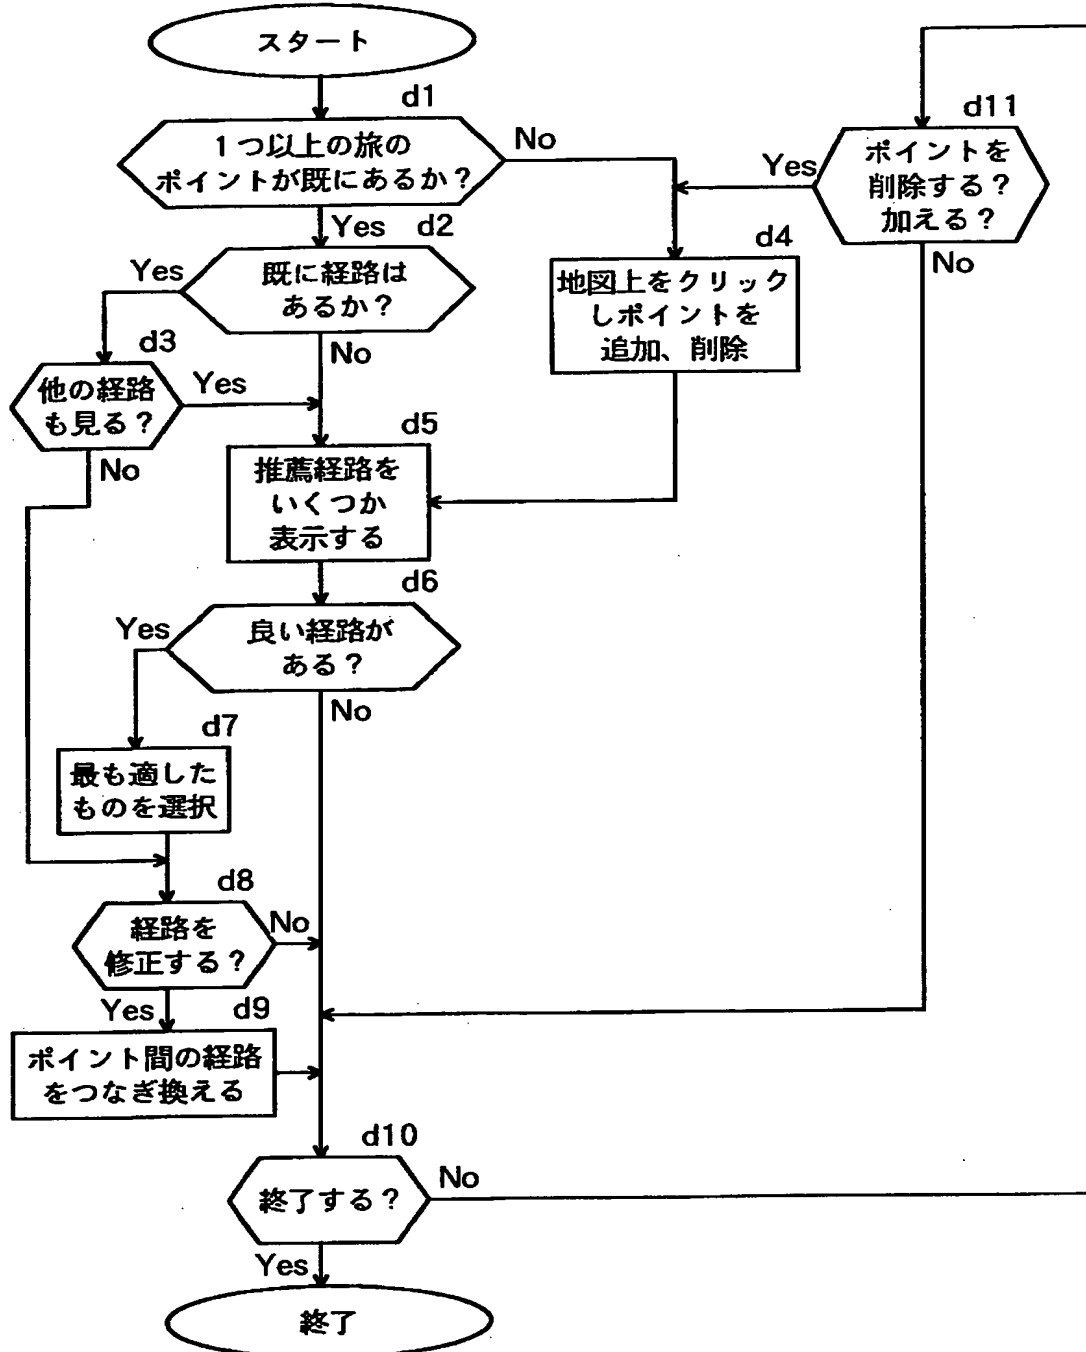 スタート
d1
1つ以上の旅の
ポイントが既にあるか?
No
Yes
d2
既に経路は
あるか?
Yes
No
d3
他の経路
も見る?
Yes
No
d11
ポイントを
削除する?
加える?
Yes
No
d4
地図上をクリック
しポイントを
追加、削除
d5
推薦経路を
いくつか
表示する
d6
良い経路が
ある?
Yes
No
d7
最も適した
ものを選択
d8
経路を
修正する?
No
Yes
d9
ポイント間の経路
をつなぎ換える
d10
終了する?
No
Yes
終了